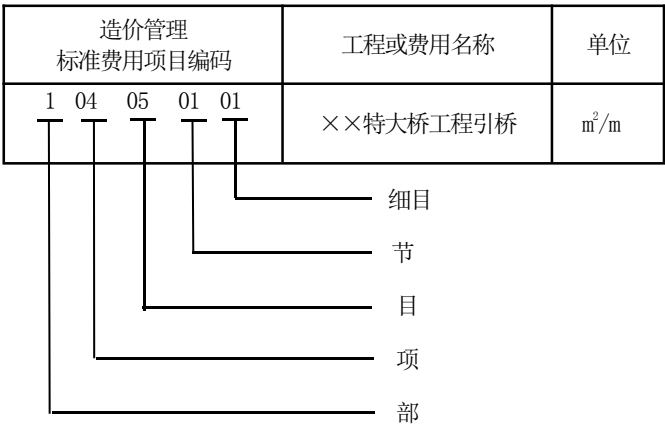 造价管理
标准费用项目编码
工程或费用名称
单位
1 04 05 01 01
××特大桥工程引桥
m²/m
细目
节
目
项
部